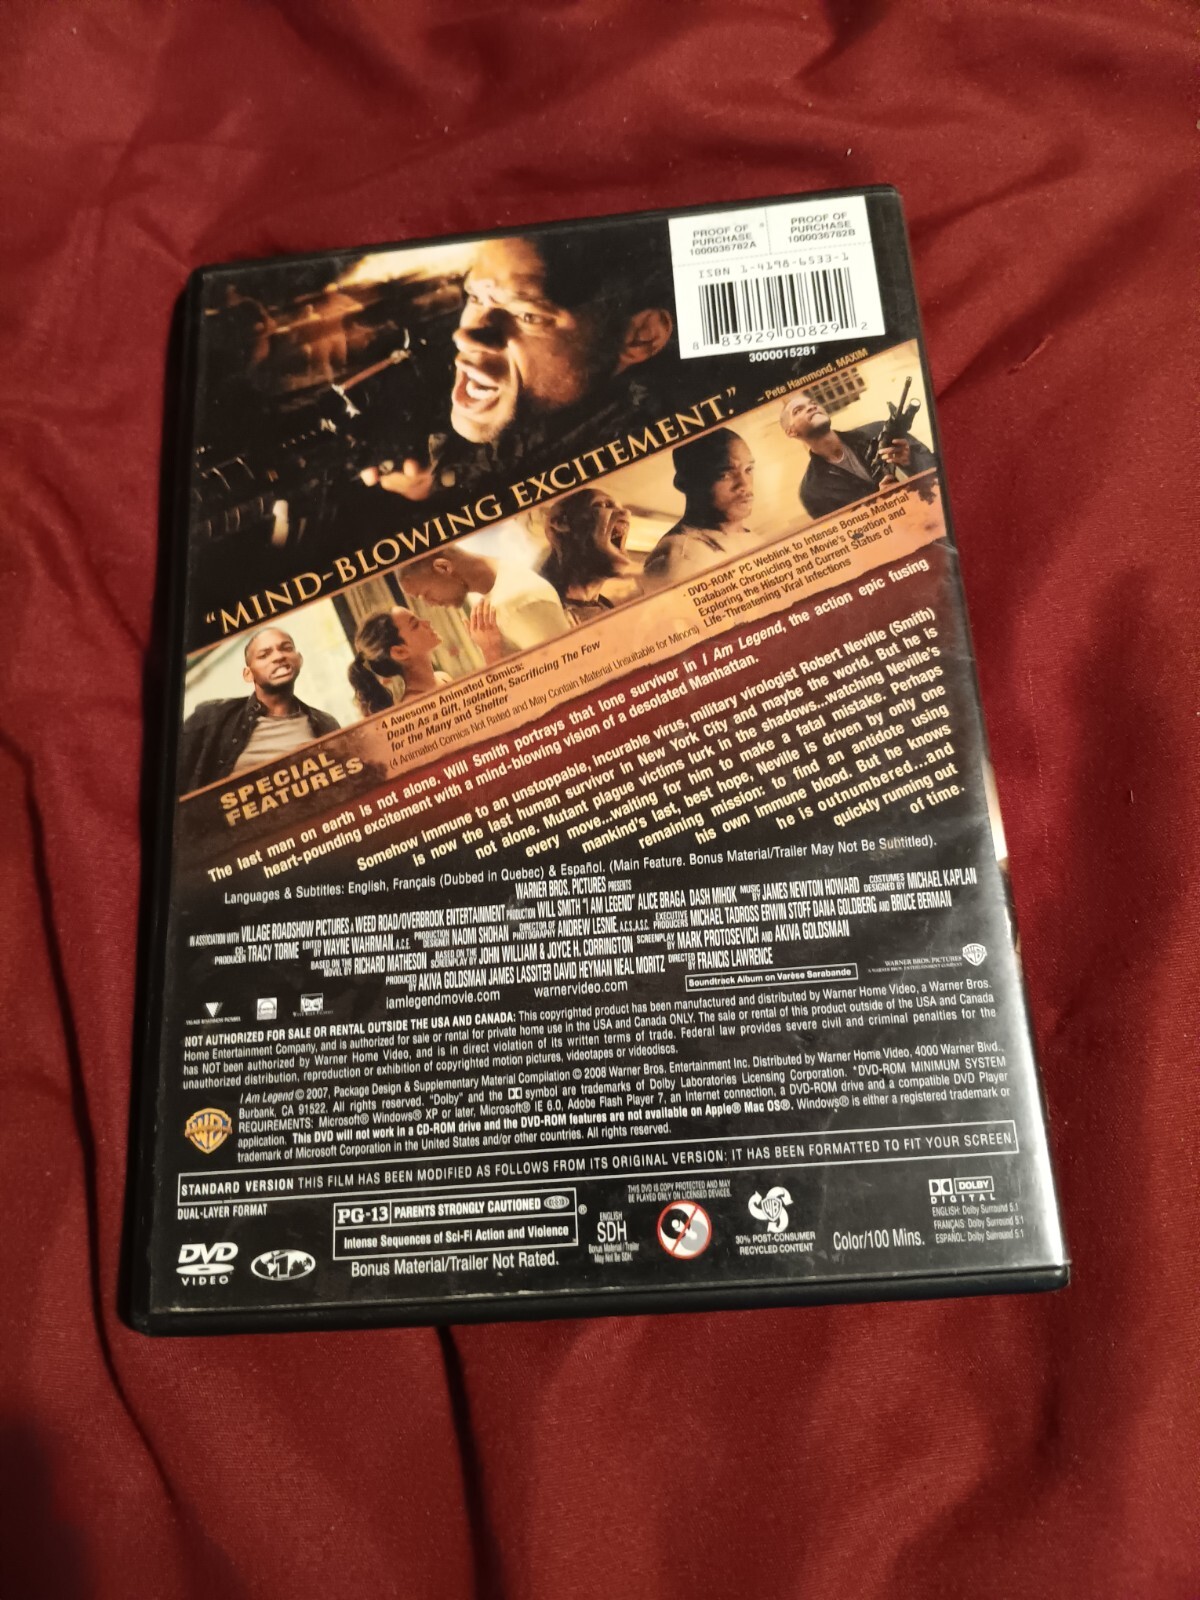 PROOF OF PURCHASE 1000036782A
PROOF OF PURCHASE 1000036782B
ISBN 1-4198-6533-1
8 83929 00829 2
3000015281
"MIND-BLOWING EXCITEMENT."
– Pete Hammond, MAXIM
SPECIAL
FEATURES
· 4 Awesome Animated Comics:
Death As a Gift, Isolation, Sacrificing The Few
for the Many and Shelter
(4 Animated Comics Not Rated and May Contain Material Unsuitable for Minors)
· DVD-ROM* PC Weblink to Intense Bonus Material
Databank Chronicling the Movie's Creation and
Exploring the History and Current Status of
Life-Threatening Viral Infections
The last man on earth is not alone. Will Smith portrays that lone survivor in I Am Legend, the action epic fusing
heart-pounding excitement with a mind-blowing vision of a desolated Manhattan.
Somehow immune to an unstoppable, incurable virus, military virologist Robert Neville (Smith)
is now the last human survivor in New York City and maybe the world. But he is
not alone. Mutant plague victims lurk in the shadows...watching Neville's
every move...waiting for him to make a fatal mistake. Perhaps
mankind's last, best hope, Neville is driven by only one
remaining mission: to find an antidote using
his own immune blood. But he knows
he is outnumbered...and
quickly running out
of time.
Languages & Subtitles: English, Français (Dubbed in Quebec) & Español. (Main Feature. Bonus Material/Trailer May Not Be Subtitled).
WARNER BROS. PICTURES PRESENTS
IN ASSOCIATION WITH VILLAGE ROADSHOW PICTURES A WEED ROAD/OVERBROOK ENTERTAINMENT PRODUCTION WILL SMITH "I AM LEGEND" ALICE BRAGA DASH MIHOK MUSIC BY JAMES NEWTON HOWARD COSTUMES DESIGNED BY MICHAEL KAPLAN
CO-PRODUCER TRACY TORMÉ EDITED BY WAYNE WAHRMAN, A.C.E. PRODUCTION DESIGNER NAOMI SHOHAN DIRECTOR OF PHOTOGRAPHY ANDREW LESNIE, A.C.S., A.S.C. EXECUTIVE PRODUCERS MICHAEL TADROSS ERWIN STOFF DANA GOLDBERG AND BRUCE BERMAN
BASED ON THE NOVEL BY RICHARD MATHESON BASED ON THE SCREENPLAY BY JOHN WILLIAM & JOYCE H. CORRINGTON SCREENPLAY BY MARK PROTOSEVICH AND AKIVA GOLDSMAN
PRODUCED BY AKIVA GOLDSMAN JAMES LASSITER DAVID HEYMAN NEAL MORITZ DIRECTED BY FRANCIS LAWRENCE
iamlegendmovie.com warnervideo.com
Soundtrack Album on Varèse Sarabande
WARNER BROS. PICTURES
VILLAGE ROADSHOW PICTURES
NOT AUTHORIZED FOR SALE OR RENTAL OUTSIDE THE USA AND CANADA: This copyrighted product has been manufactured and distributed by Warner Home Video, a Warner Bros.
Home Entertainment Company, and is authorized for sale or rental for private home use in the USA and Canada ONLY. The sale or rental of this product outside of the USA and Canada
has NOT been authorized by Warner Home Video, and is in direct violation of its written terms of trade. Federal law provides severe civil and criminal penalties for the
unauthorized distribution, reproduction or exhibition of copyrighted motion pictures, videotapes or videodiscs.
I Am Legend © 2007, Package Design & Supplementary Material Compilation © 2008 Warner Bros. Entertainment Inc. Distributed by Warner Home Video, 4000 Warner Blvd.,
Burbank, CA 91522. All rights reserved. "Dolby" and the DD symbol are trademarks of Dolby Laboratories Licensing Corporation. *DVD-ROM MINIMUM SYSTEM
REQUIREMENTS: Microsoft® Windows® XP or later, Microsoft® IE 6.0, Adobe Flash Player 7, an Internet connection, a DVD-ROM drive and a compatible DVD Player
application. This DVD will not work in a CD-ROM drive and the DVD-ROM features are not available on Apple® Mac OS®. Windows® is either a registered trademark or
trademark of Microsoft Corporation in the United States and/or other countries. All rights reserved.
STANDARD VERSION THIS FILM HAS BEEN MODIFIED AS FOLLOWS FROM ITS ORIGINAL VERSION: IT HAS BEEN FORMATTED TO FIT YOUR SCREEN.
DUAL-LAYER FORMAT
DVD
VIDEO
1
PG-13 PARENTS STRONGLY CAUTIONED ®
Intense Sequences of Sci-Fi Action and Violence
Bonus Material/Trailer Not Rated.
ENGLISH
SDH
Bonus Material/Trailer
May Not Be SDH.
THIS DVD IS COPY PROTECTED AND MAY
BE PLAYED ONLY ON LICENSED DEVICES.
30% POST-CONSUMER
RECYCLED CONTENT
Color/100 Mins.
DOLBY
DIGITAL
ENGLISH: Dolby Surround 5.1
FRANÇAIS: Dolby Surround 5.1
ESPAÑOL: Dolby Surround 5.1